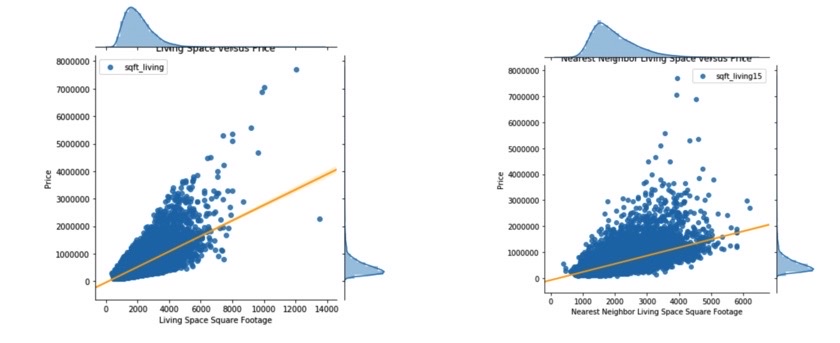 Living Space Versus Price
sqft_living
8000000
7000000
6000000
5000000
4000000
3000000
2000000
1000000
0
Price
0 2000 4000 6000 8000 10000 12000 14000
Living Space Square Footage
Nearest Neighbor Living Space Versus Price
sqft_living15
8000000
7000000
6000000
5000000
4000000
3000000
2000000
1000000
0
Price
0 1000 2000 3000 4000 5000 6000
Nearest Neighbor Living Space Square Footage